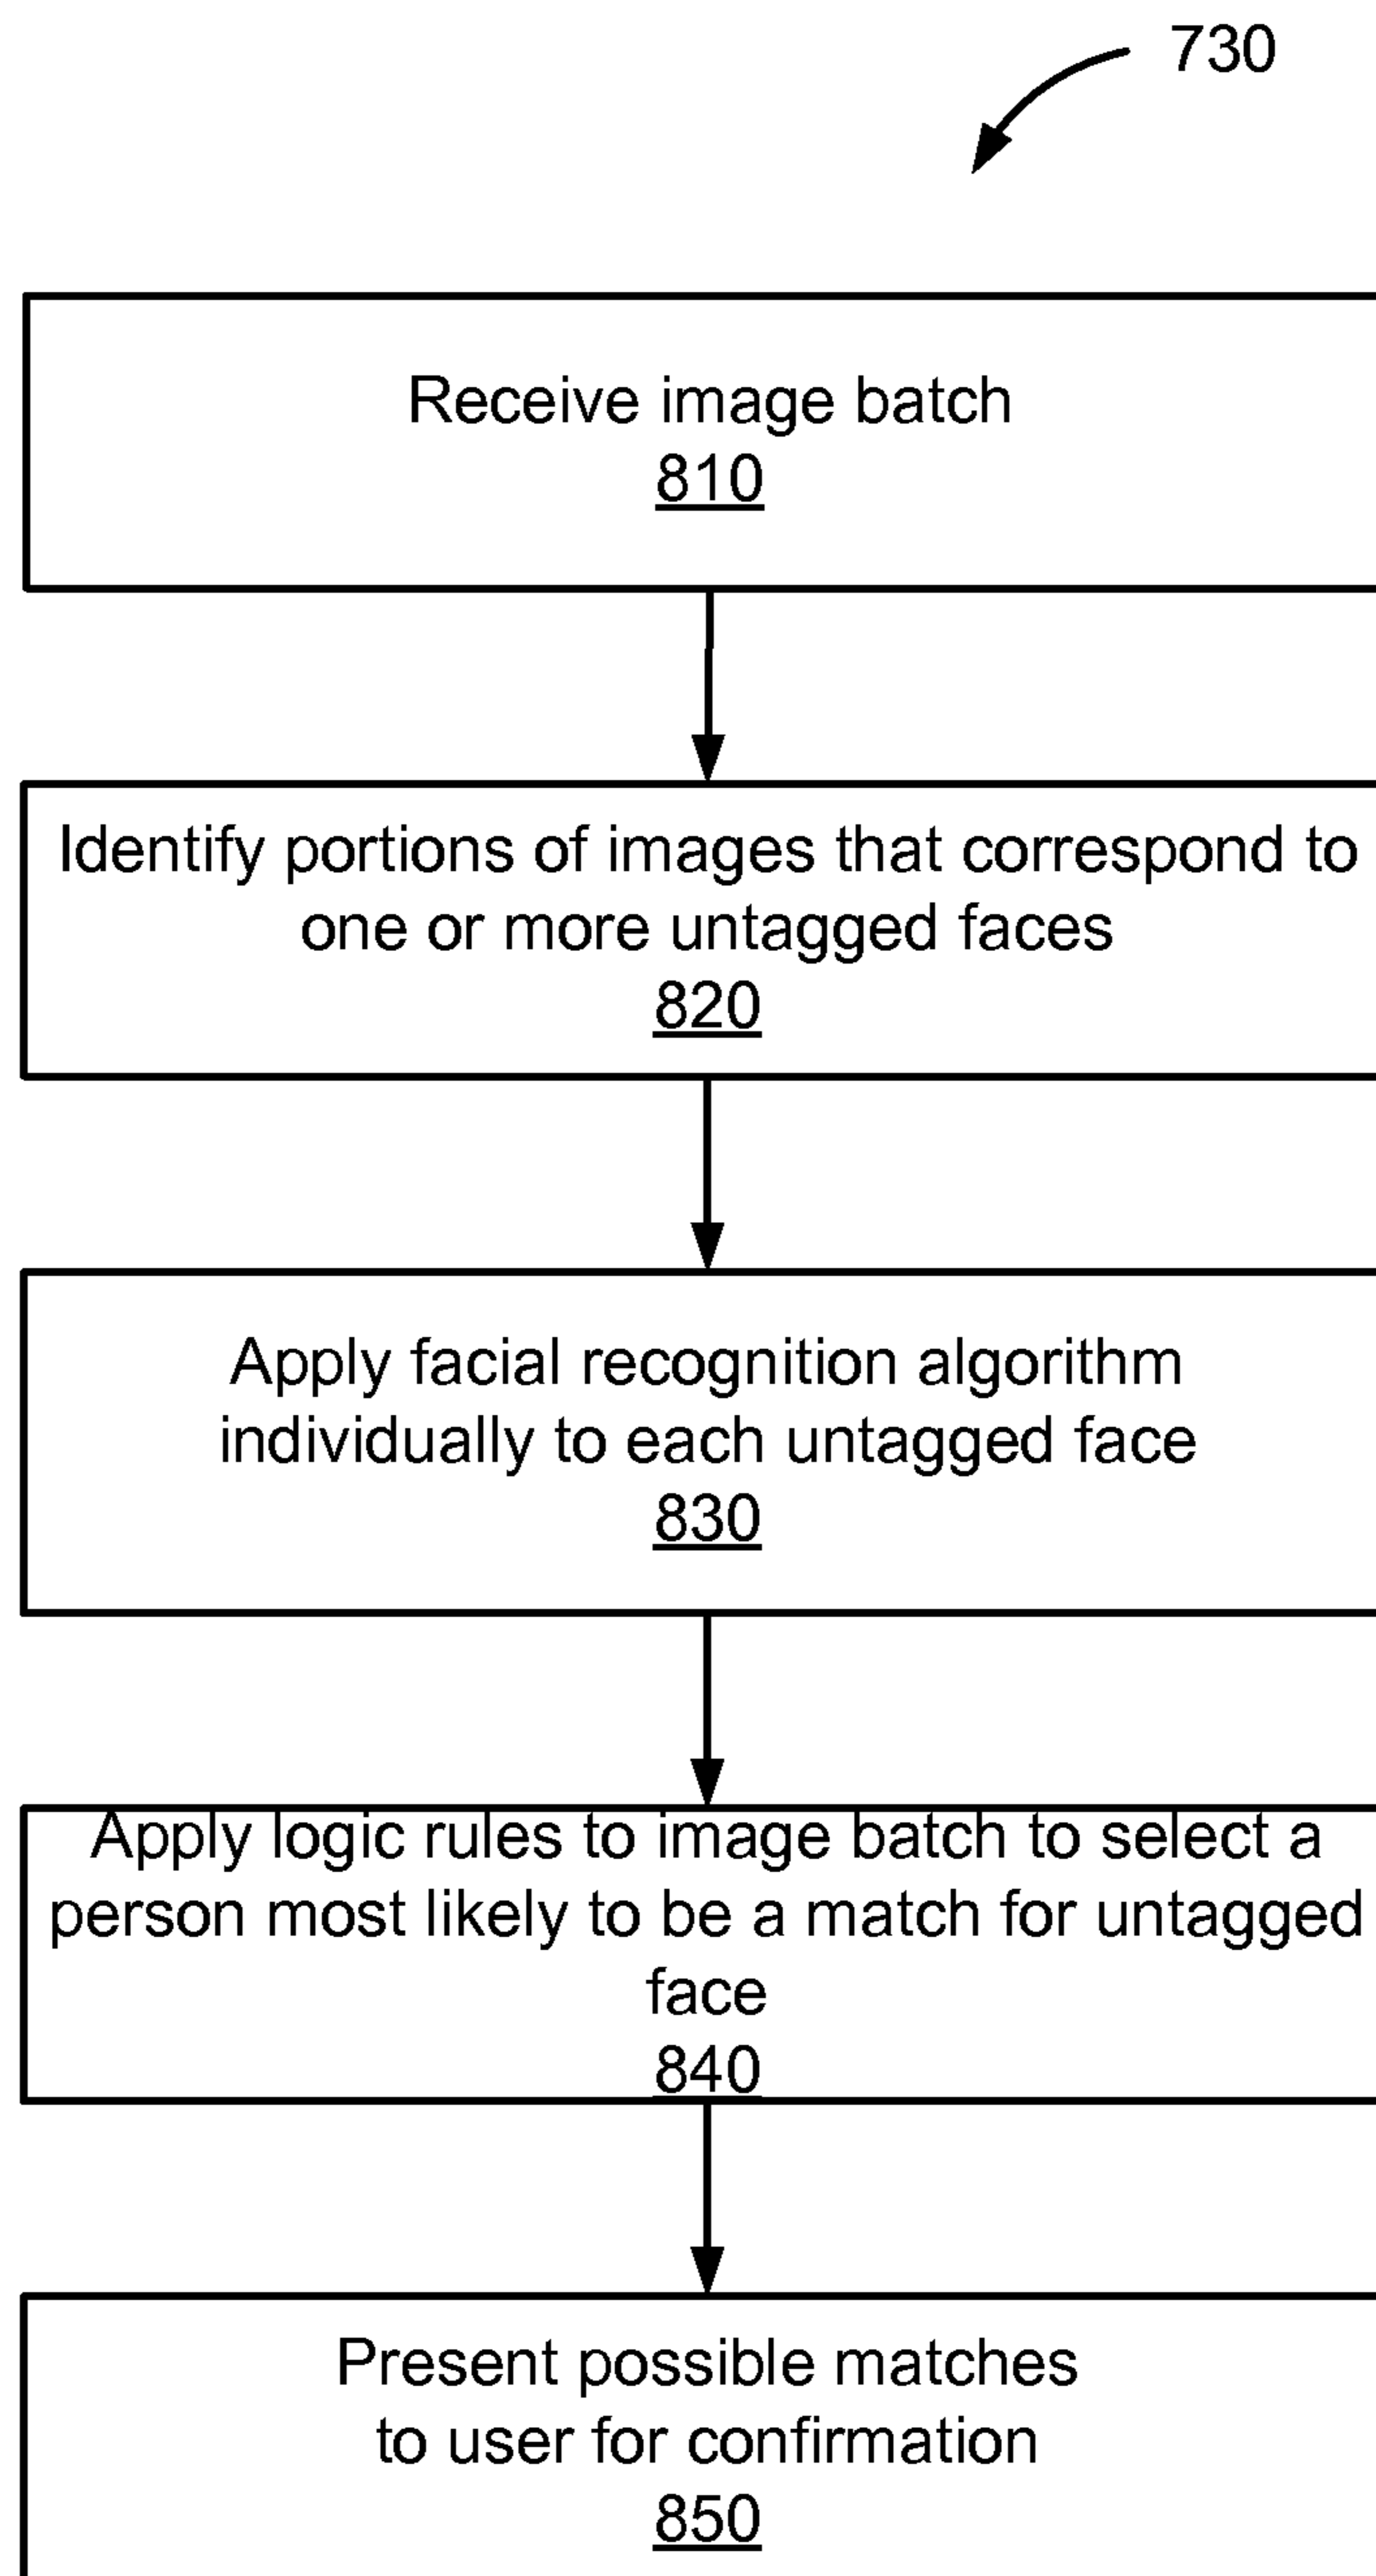 730
Receive image batch
810
Identify portions of images that correspond to
one or more untagged faces
820
Apply facial recognition algorithm
individually to each untagged face
830
Apply logic rules to image batch to select a
person most likely to be a match for untagged
face
840
Present possible matches
to user for confirmation
850